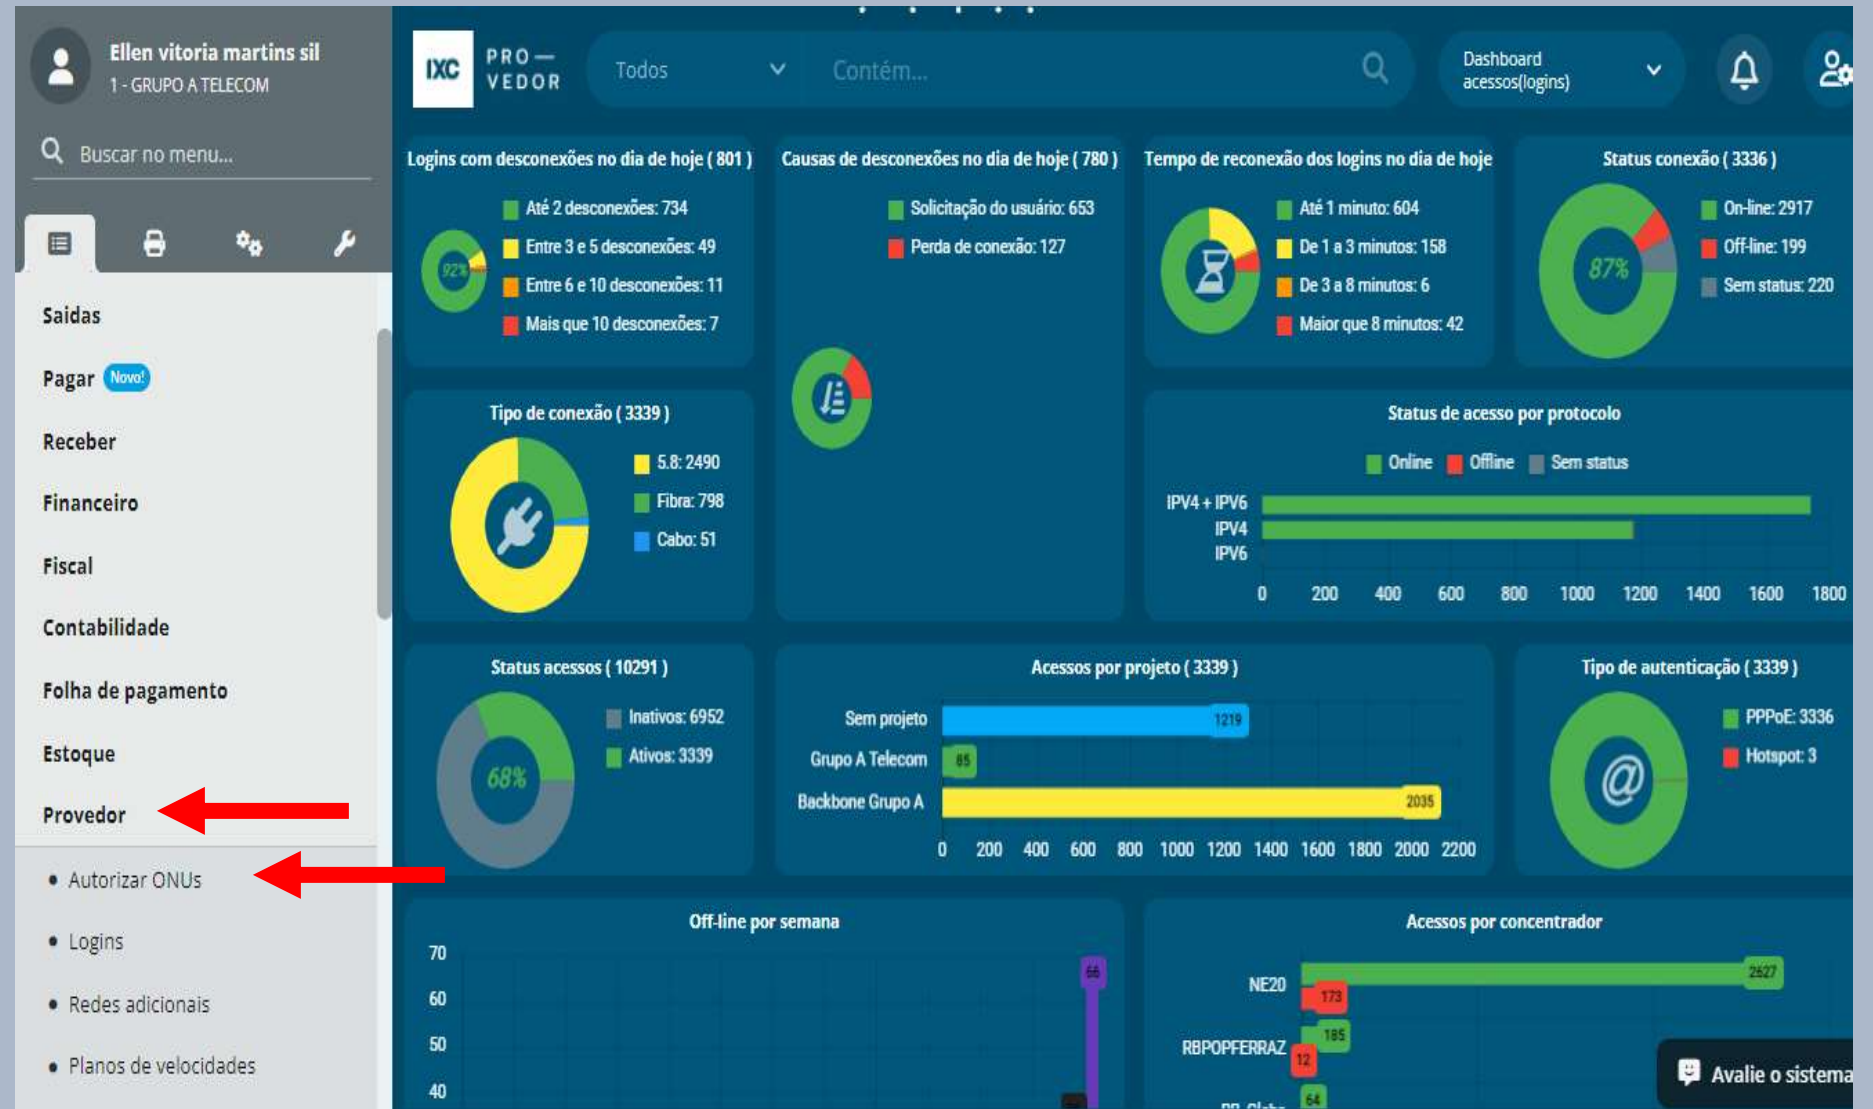 Ellen vitoria martins sil
1 - GRUPO A TELECOM
Buscar no menu...
Saidas
Pagar Novo!
Receber
Financeiro
Fiscal
Contabilidade
Folha de pagamento
Estoque
Provedor
• Autorizar ONUs
• Logins
• Redes adicionais
• Planos de velocidades
IXC PRO—
VEDOR
Todos
Contém...
Dashboard
acessos(logins)
Logins com desconexões no dia de hoje ( 801 )
92%
Até 2 desconexões: 734
Entre 3 e 5 desconexões: 49
Entre 6 e 10 desconexões: 11
Mais que 10 desconexões: 7
Causas de desconexões no dia de hoje ( 780 )
Solicitação do usuário: 653
Perda de conexão: 127
Tempo de reconexão dos logins no dia de hoje
Até 1 minuto: 604
De 1 a 3 minutos: 158
De 3 a 8 minutos: 6
Maior que 8 minutos: 42
Status conexão ( 3336 )
87%
On-line: 2917
Off-line: 199
Sem status: 220
Tipo de conexão ( 3339 )
5.8: 2490
Fibra: 798
Cabo: 51
Status de acesso por protocolo
Online Offline Sem status
IPV4 + IPV6
IPV4
IPV6
0 200 400 600 800 1000 1200 1400 1600 1800
Status acessos ( 10291 )
68%
Inativos: 6952
Ativos: 3339
Acessos por projeto ( 3339 )
Sem projeto 1219
Grupo A Telecom 85
Backbone Grupo A 2035
0 200 400 600 800 1000 1200 1400 1600 1800 2000 2200
Tipo de autenticação ( 3339 )
@
PPPoE: 3336
Hotspot: 3
Off-line por semana
70
60
50
40
66
Acessos por concentrador
NE20 2627
173
RBPOPFERRAZ 185
12
64
Avalie o sistema